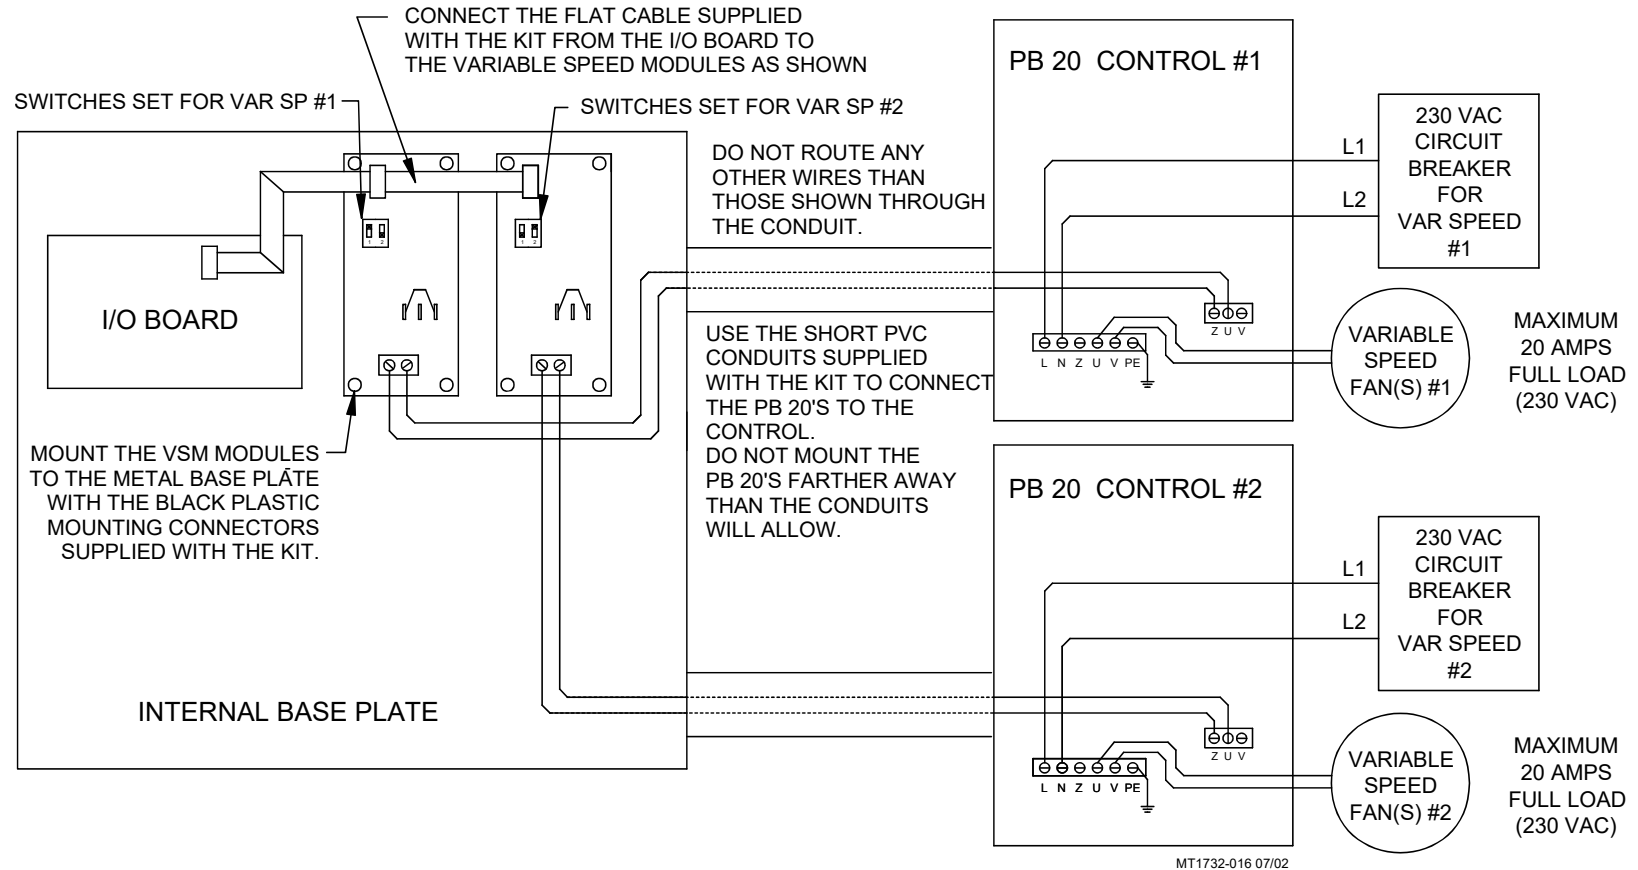 CONNECT THE FLAT CABLE SUPPLIED
WITH THE KIT FROM THE I/O BOARD TO
THE VARIABLE SPEED MODULES AS SHOWN
SWITCHES SET FOR VAR SP #1
SWITCHES SET FOR VAR SP #2
1 2
1 2
I/O BOARD
MOUNT THE VSM MODULES
TO THE METAL BASE PLATE
WITH THE BLACK PLASTIC
MOUNTING CONNECTORS
SUPPLIED WITH THE KIT.
INTERNAL BASE PLATE
DO NOT ROUTE ANY
OTHER WIRES THAN
THOSE SHOWN THROUGH
THE CONDUIT.
USE THE SHORT PVC
CONDUITS SUPPLIED
WITH THE KIT TO CONNECT
THE PB 20'S TO THE
CONTROL.
DO NOT MOUNT THE
PB 20'S FARTHER AWAY
THAN THE CONDUITS
WILL ALLOW.
PB 20 CONTROL #1
L1
L2
230 VAC
CIRCUIT
BREAKER
FOR
VAR SPEED
#1
Z U V
L N Z U V PE
VARIABLE
SPEED
FAN(S) #1
MAXIMUM
20 AMPS
FULL LOAD
(230 VAC)
PB 20 CONTROL #2
L1
L2
230 VAC
CIRCUIT
BREAKER
FOR
VAR SPEED
#2
Z U V
L N Z U V PE
VARIABLE
SPEED
FAN(S) #2
MAXIMUM
20 AMPS
FULL LOAD
(230 VAC)
MT1732-016 07/02